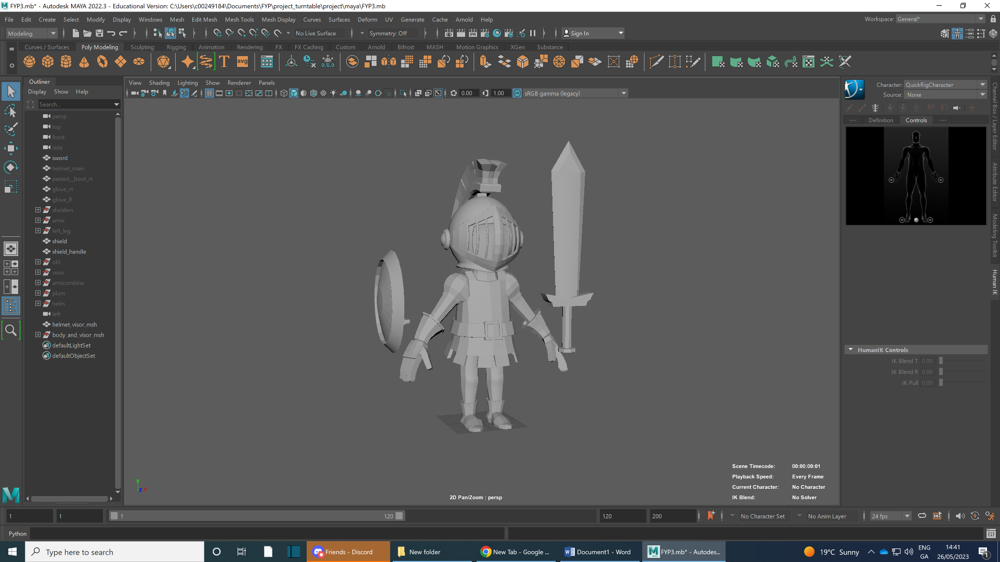 FYP3.mb* - Autodesk MAYA 2022.3 - Educational Version: C:\Users\c00249184\Documents\FYP\project_turntable\project\maya\FYP3.mb
File Edit Create Select Modify Display Windows Mesh Edit Mesh Mesh Tools Mesh Display Curves Surfaces Deform UV Generate Cache Arnold Help
Workspace: General*
Modeling
No Live Surface
Symmetry: Off
Sign In
Curves / Surfaces Poly Modeling Sculpting Rigging Animation Rendering FX FX Caching Custom Arnold Bifrost MASH Motion Graphics XGen Substance
T
svg
0,0,0
IPR
Outliner
Display Show Help
Search...
persp
top
front
side
sword
helmet_main
pasted__boot_rt
glove_rt
glove_lf
sholders
arms
left_leg
shield
shield_handle
old
visor
armcombine
plum
helm
left
helmet_visor_msh
body_and_visor_msh
defaultLightSet
defaultObjectSet
View Shading Lighting Show Renderer Panels
0.00
1.00
ON
sRGB gamma (legacy)
Scene Timecode: 00:00:00:01
Playback Speed: Every Frame
Current Character: No Character
IK Blend: No Solver
2D Pan/Zoom : persp
y
z x
Character: QuickRigCharacter
Source: None
--- Definition Controls ---
HumanIK Controls
IK Blend T 0.00
IK Blend R 0.00
IK Pull 0.00
Channel Box / Layer Editor
Attribute Editor
Modeling Toolkit
Human IK
1
1
1
120
120
200
No Character Set
No Anim Layer
24 fps
Python
Type here to search
Friends - Discord
New folder
New Tab - Google ...
Document1 - Word
FYP3.mb* - Autodes...
19°C Sunny
ENG
GA
14:41
26/05/2023
1